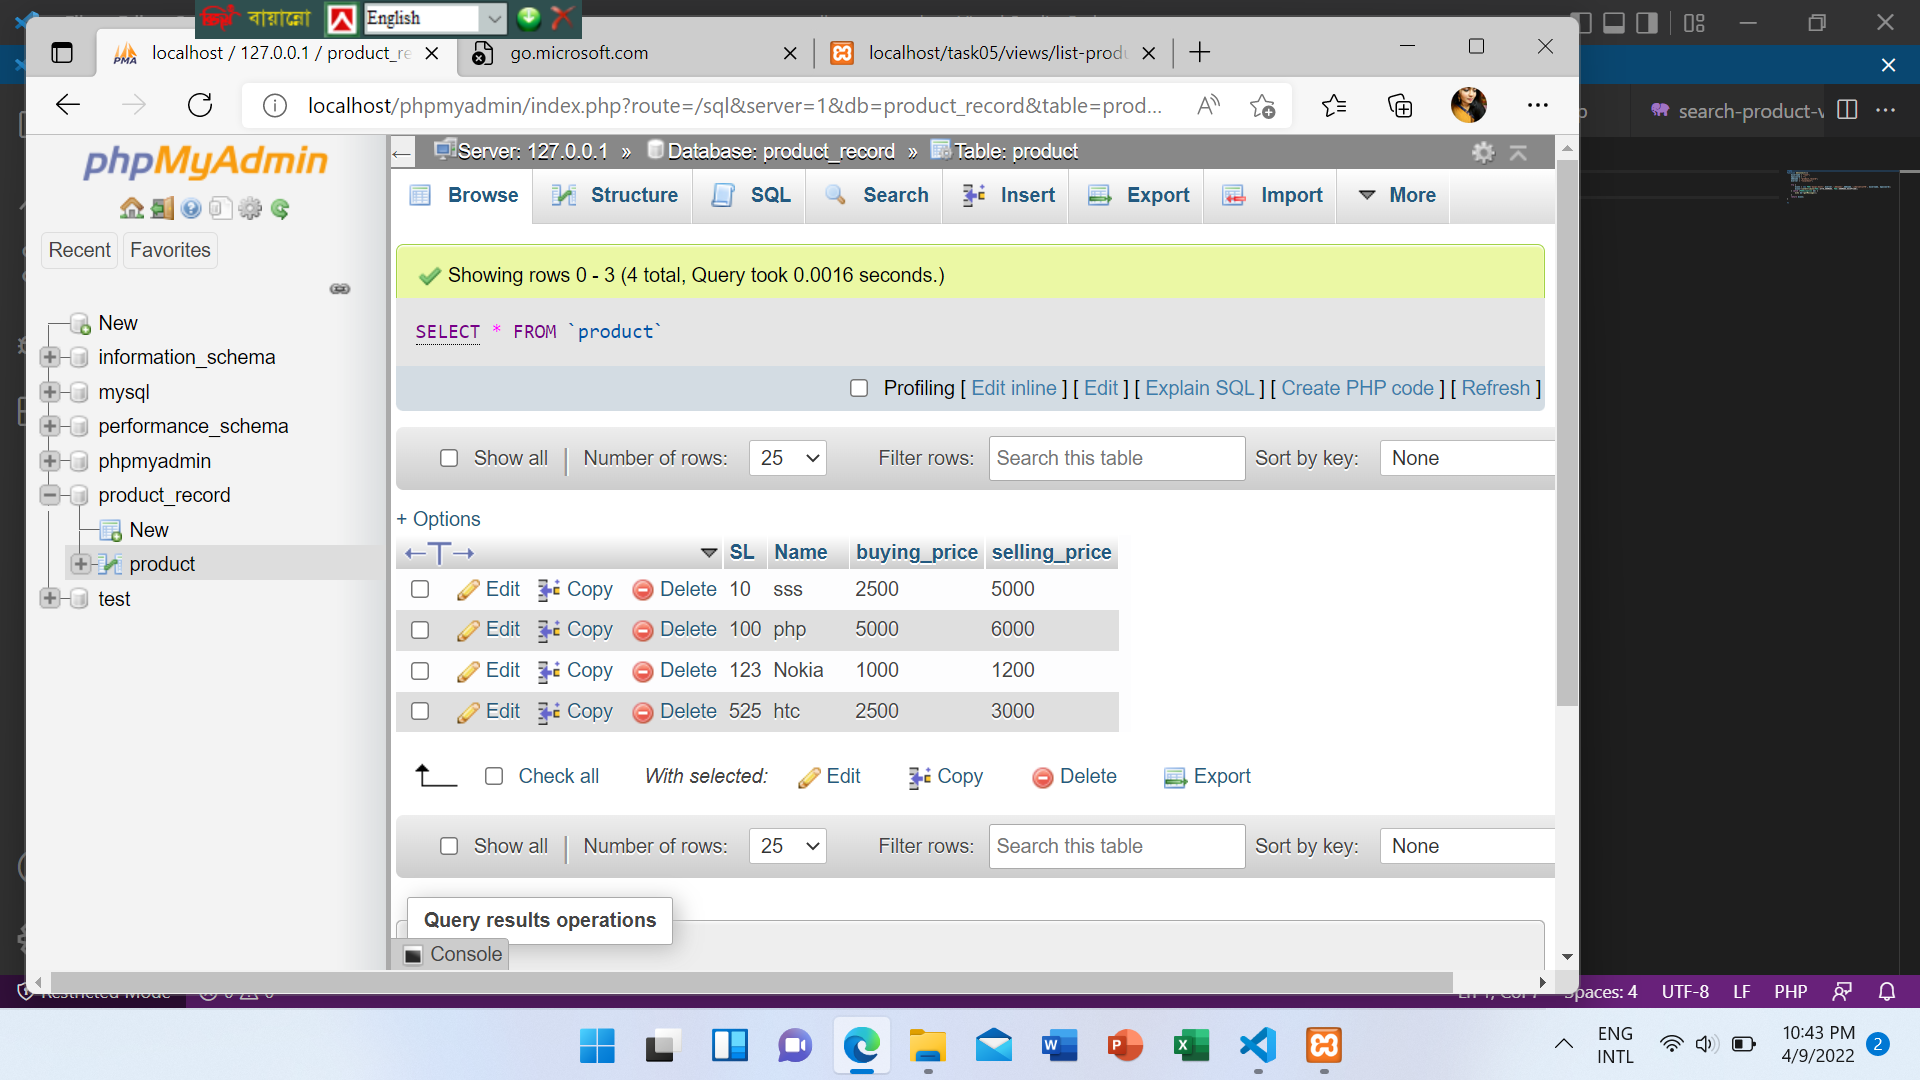 চিত্র বায়ান্নো English
localhost / 127.0.0.1 / product_re
go.microsoft.com
localhost/task05/views/list-produ
localhost/phpmyadmin/index.php?route=/sql&server=1&db=product_record&table=prod...
search-product-v
phpMyAdmin
Recent Favorites
New
information_schema
mysql
performance_schema
phpmyadmin
product_record
New
product
test
Server: 127.0.0.1 » Database: product_record » Table: product
Browse Structure SQL Search Insert Export Import More
Showing rows 0 - 3 (4 total, Query took 0.0016 seconds.)
SELECT * FROM `product`
Profiling [ Edit inline ] [ Edit ] [ Explain SQL ] [ Create PHP code ] [ Refresh ]
Show all | Number of rows: 25 Filter rows: Search this table Sort by key: None
+ Options
←T→ SL Name buying_price selling_price
Edit Copy Delete 10 sss 2500 5000
Edit Copy Delete 100 php 5000 6000
Edit Copy Delete 123 Nokia 1000 1200
Edit Copy Delete 525 htc 2500 3000
Check all With selected: Edit Copy Delete Export
Show all | Number of rows: 25 Filter rows: Search this table Sort by key: None
Query results operations
Console
Spaces: 4 UTF-8 LF PHP
ENG
INTL
10:43 PM
4/9/2022
2